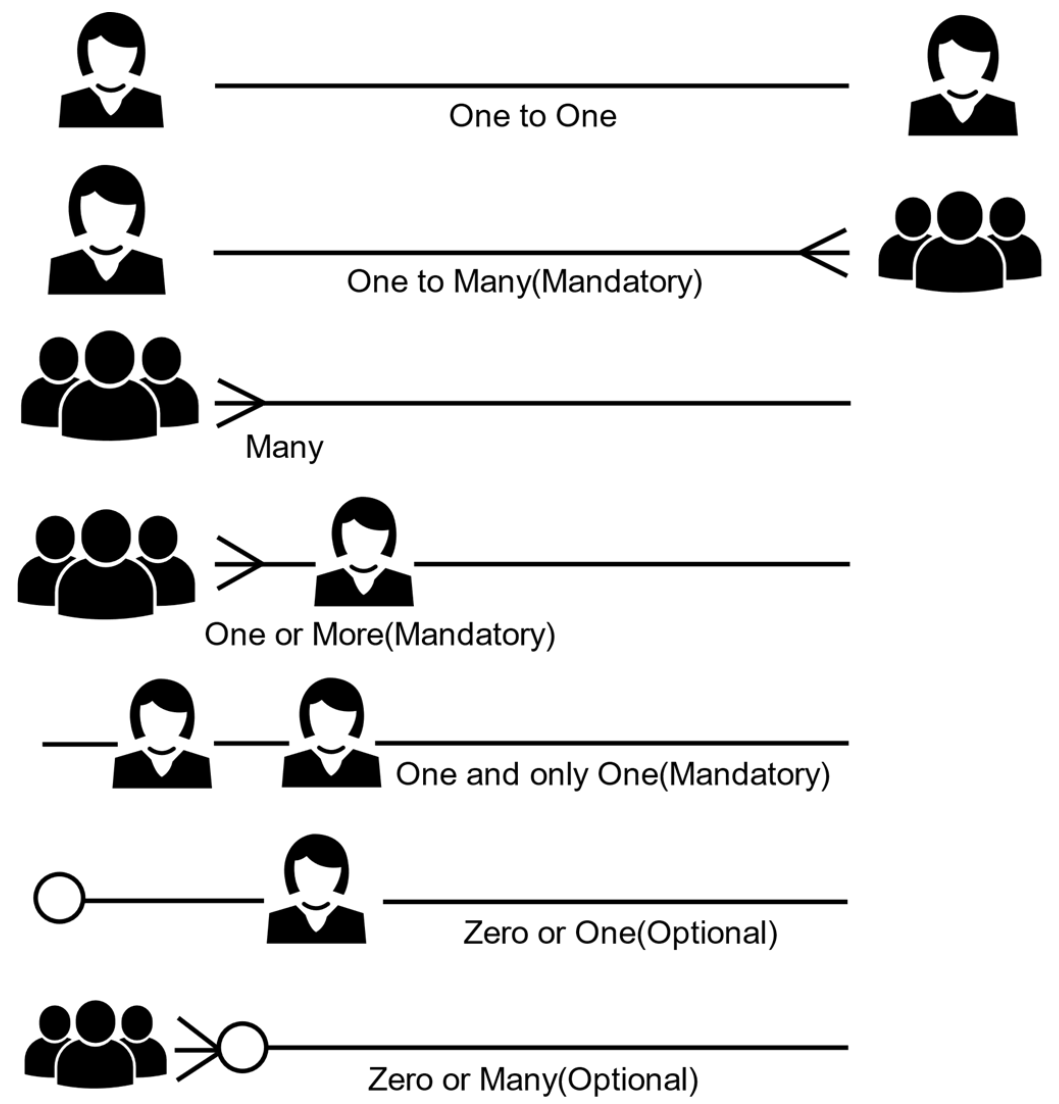 One to One
One to Many(Mandatory)
Many
One or More(Mandatory)
One and only One(Mandatory)
Zero or One(Optional)
Zero or Many(Optional)